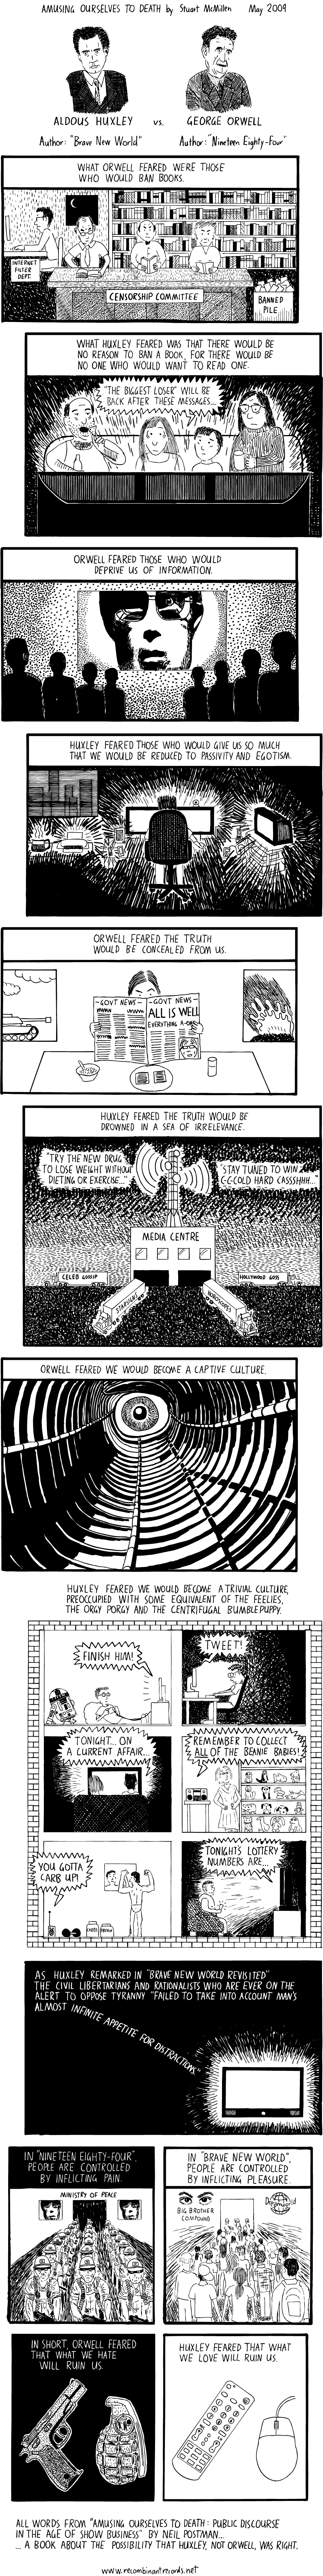 AMUSING OURSELVES TO DEATH by Stuart McMillen May 2009
ALDOUS HUXLEY vs. GEORGE ORWELL
Author: "Brave New World" Author: "Nineteen Eighty-Four"
WHAT ORWELL FEARED WERE THOSE
WHO WOULD BAN BOOKS.
INTERNET
FILTER
DEPT.
CENSORSHIP COMMITTEE
BANNED
PILE
WHAT HUXLEY FEARED WAS THAT THERE WOULD BE
NO REASON TO BAN A BOOK, FOR THERE WOULD BE
NO ONE WHO WOULD WANT TO READ ONE.
"THE BIGGEST LOSER" WILL BE
BACK AFTER THESE MESSAGES...
ORWELL FEARED THOSE WHO WOULD
DEPRIVE US OF INFORMATION.
HUXLEY FEARED THOSE WHO WOULD GIVE US SO MUCH
THAT WE WOULD BE REDUCED TO PASSIVITY AND EGOTISM.
ORWELL FEARED THE TRUTH
WOULD BE CONCEALED FROM US.
-GOVT NEWS-
-GOVT NEWS-
ALL IS WELL
EVERYTHING A-OK!
HUXLEY FEARED THE TRUTH WOULD BE
DROWNED IN A SEA OF IRRELEVANCE.
"TRY THE NEW DRUG
TO LOSE WEIGHT WITHOUT
DIETING OR EXERCISE..."
"STAY TUNED TO WIN
C-C-COLD HARD CASSSHHH..."
MEDIA CENTRE
CELEB GOSSIP
HOLLYWOOD GOSS
STARSIGNS
HOROSCOPES
ORWELL FEARED WE WOULD BECOME A CAPTIVE CULTURE.
HUXLEY FEARED WE WOULD BECOME A TRIVIAL CULTURE,
PREOCCUPIED WITH SOME EQUIVALENT OF THE FEELIES,
THE ORGY PORGY AND THE CENTRIFUGAL BUMBLEPUPPY.
FINISH HIM!
TWEET!
TONIGHT... ON
A CURRENT AFFAIR...
REMEMBER TO COLLECT
ALL OF THE BEANIE BABIES!
YOU GOTTA
CARB UP!
TONIGHT'S LOTTERY
NUMBERS ARE...
AS HUXLEY REMARKED IN "BRAVE NEW WORLD REVISITED"
THE CIVIL LIBERTARIANS AND RATIONALISTS WHO ARE EVER ON THE
ALERT TO OPPOSE TYRANNY "FAILED TO TAKE INTO ACCOUNT MAN'S
ALMOST INFINITE APPETITE FOR DISTRACTIONS."
IN "NINETEEN EIGHTY-FOUR",
PEOPLE ARE CONTROLLED
BY INFLICTING PAIN.
MINISTRY OF PEACE
IN "BRAVE NEW WORLD",
PEOPLE ARE CONTROLLED
BY INFLICTING PLEASURE.
BIG BROTHER
COMPOUND
Dreamworld
IN SHORT, ORWELL FEARED
THAT WHAT WE HATE
WILL RUIN US.
HUXLEY FEARED THAT WHAT
WE LOVE WILL RUIN US.
ALL WORDS FROM "AMUSING OURSELVES TO DEATH: PUBLIC DISCOURSE
IN THE AGE OF SHOW BUSINESS" BY NEIL POSTMAN...
... A BOOK ABOUT THE POSSIBILITY THAT HUXLEY, NOT ORWELL, WAS RIGHT.
www.recombinantrecords.net